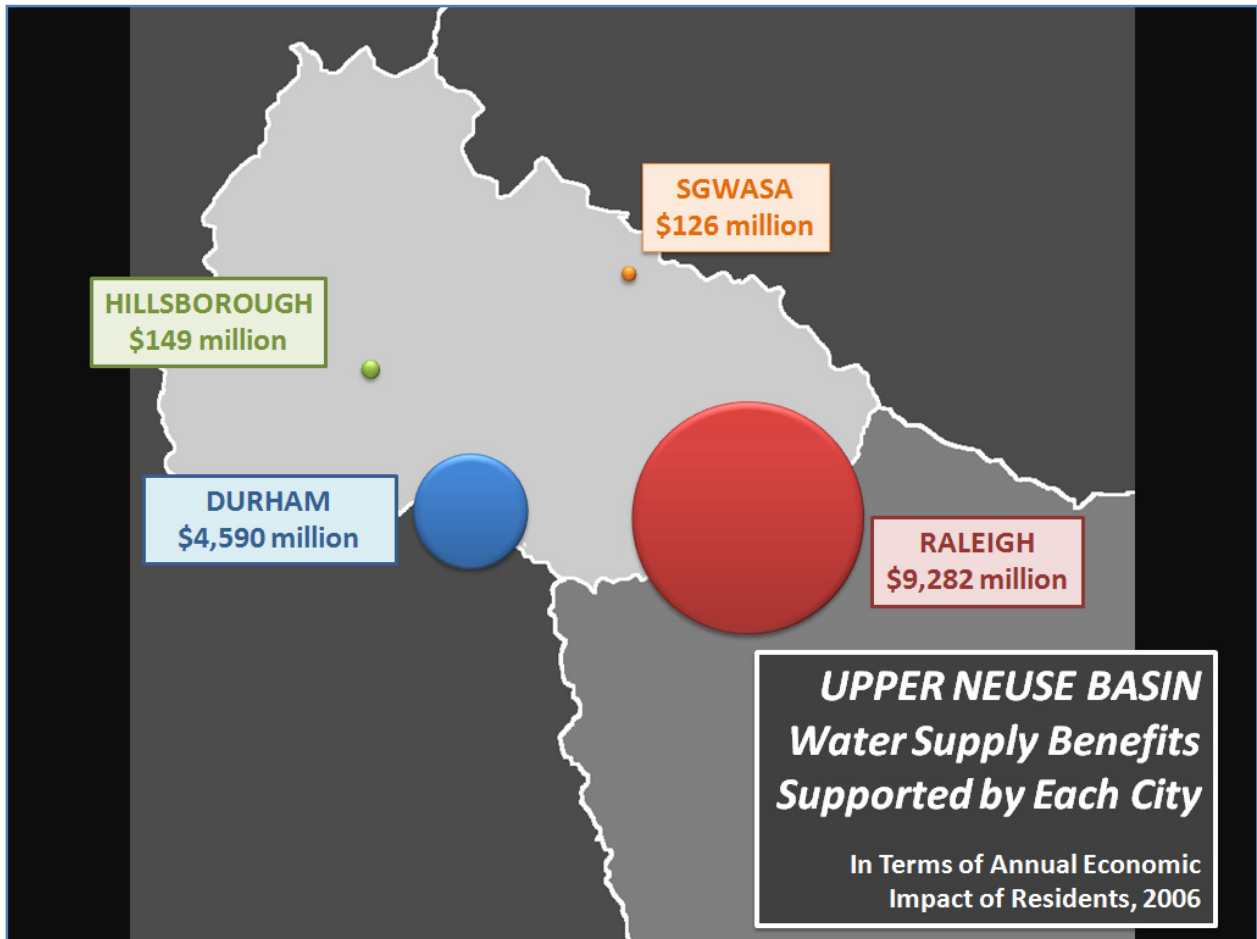 SGWASA
$126 million
HILLSBOROUGH
$149 million
DURHAM
$4,590 million
RALEIGH
$9,282 million
UPPER NEUSE BASIN
Water Supply Benefits
Supported by Each City
In Terms of Annual Economic
Impact of Residents, 2006